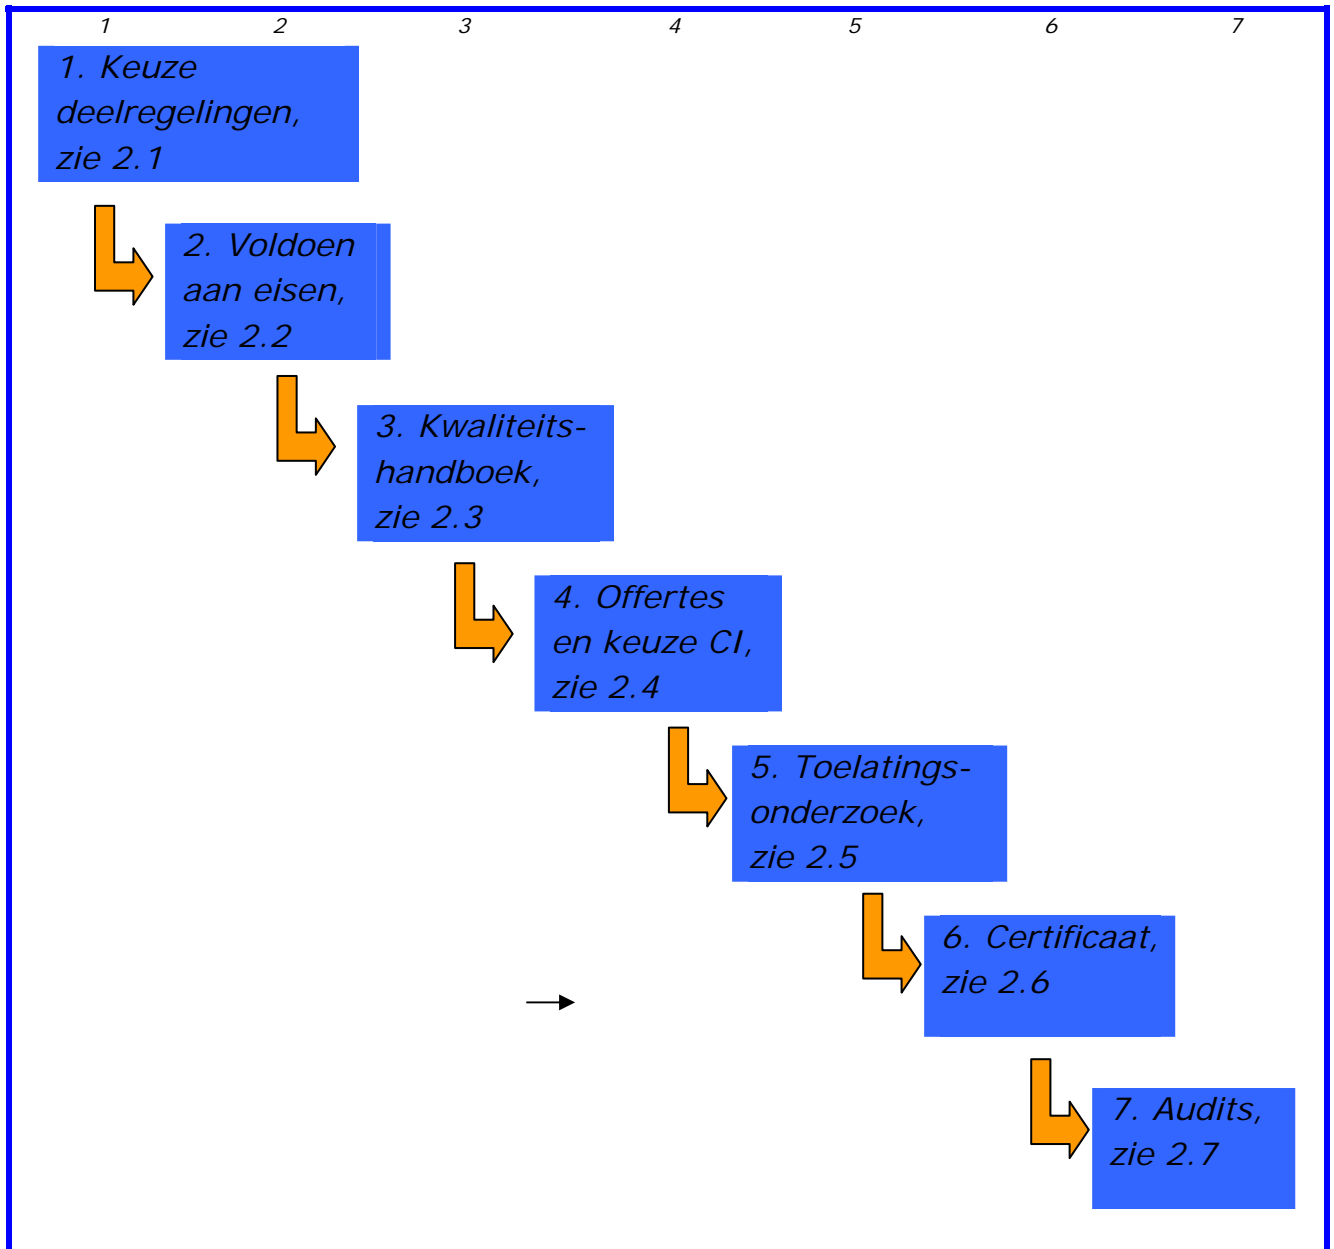 1 2 3 4 5 6 7
1. Keuze
deelregelingen,
zie 2.1
2. Voldoen
aan eisen,
zie 2.2
3. Kwaliteits-
handboek,
zie 2.3
4. Offertes
en keuze CI,
zie 2.4
5. Toelatings-
onderzoek,
zie 2.5
6. Certificaat,
zie 2.6
7. Audits,
zie 2.7